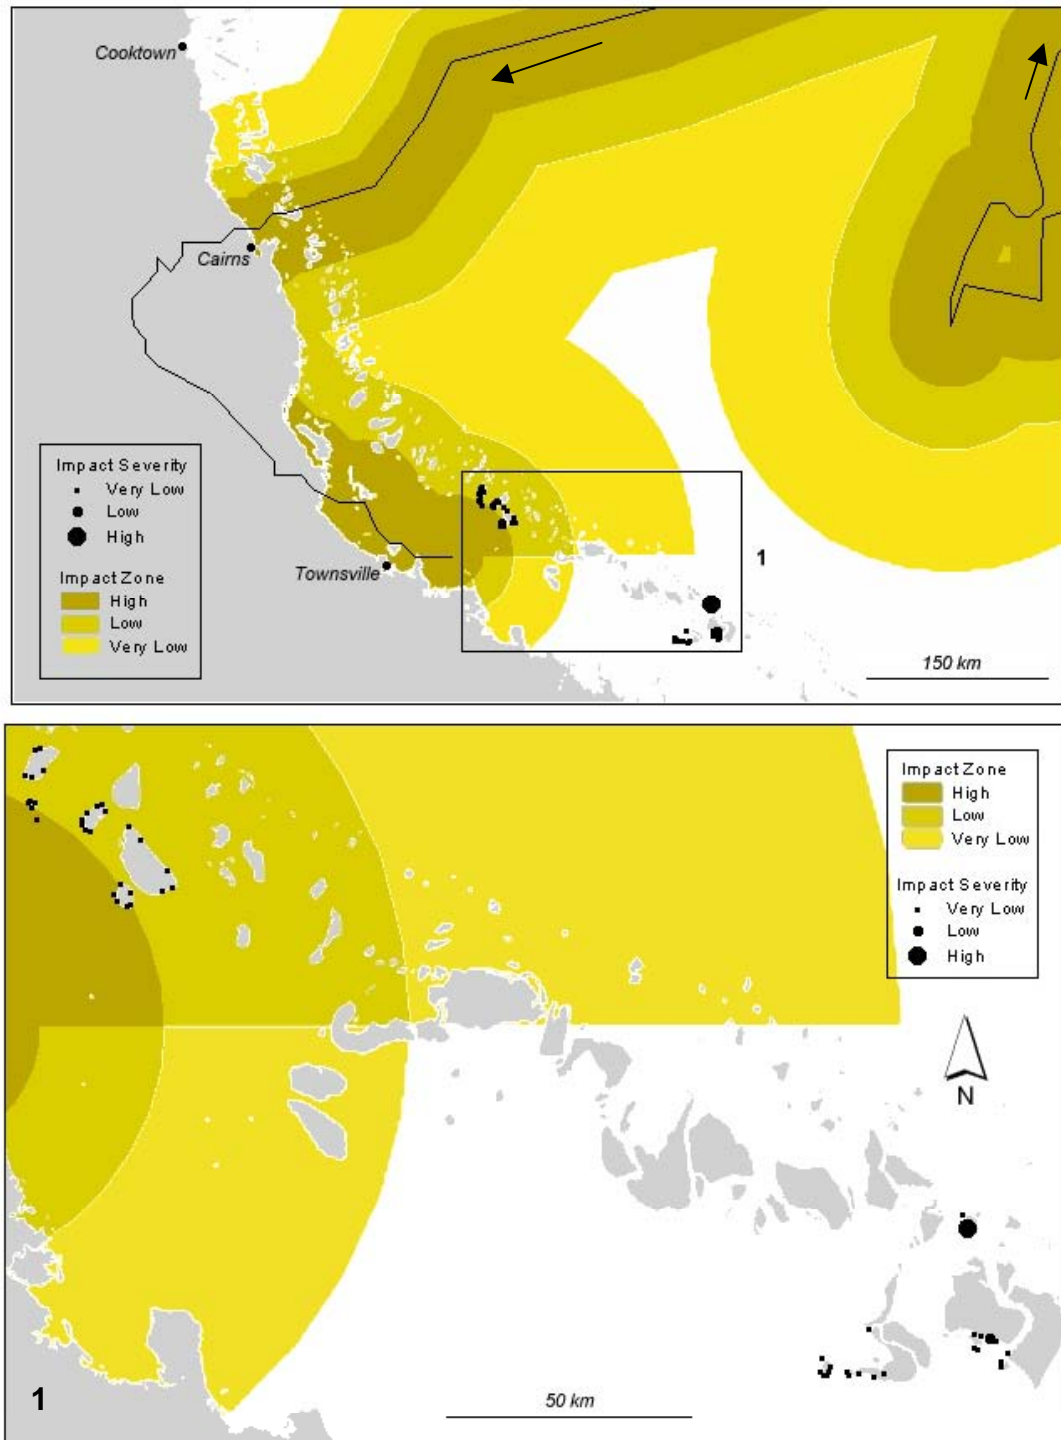 Cooktown
Cairns
Impact Severity
Very Low
Low
High
Impact Zone
High
Low
Very Low
Townsville
1
150 km
Impact Zone
High
Low
Very Low
Impact Severity
Very Low
Low
High
N
1
50 km